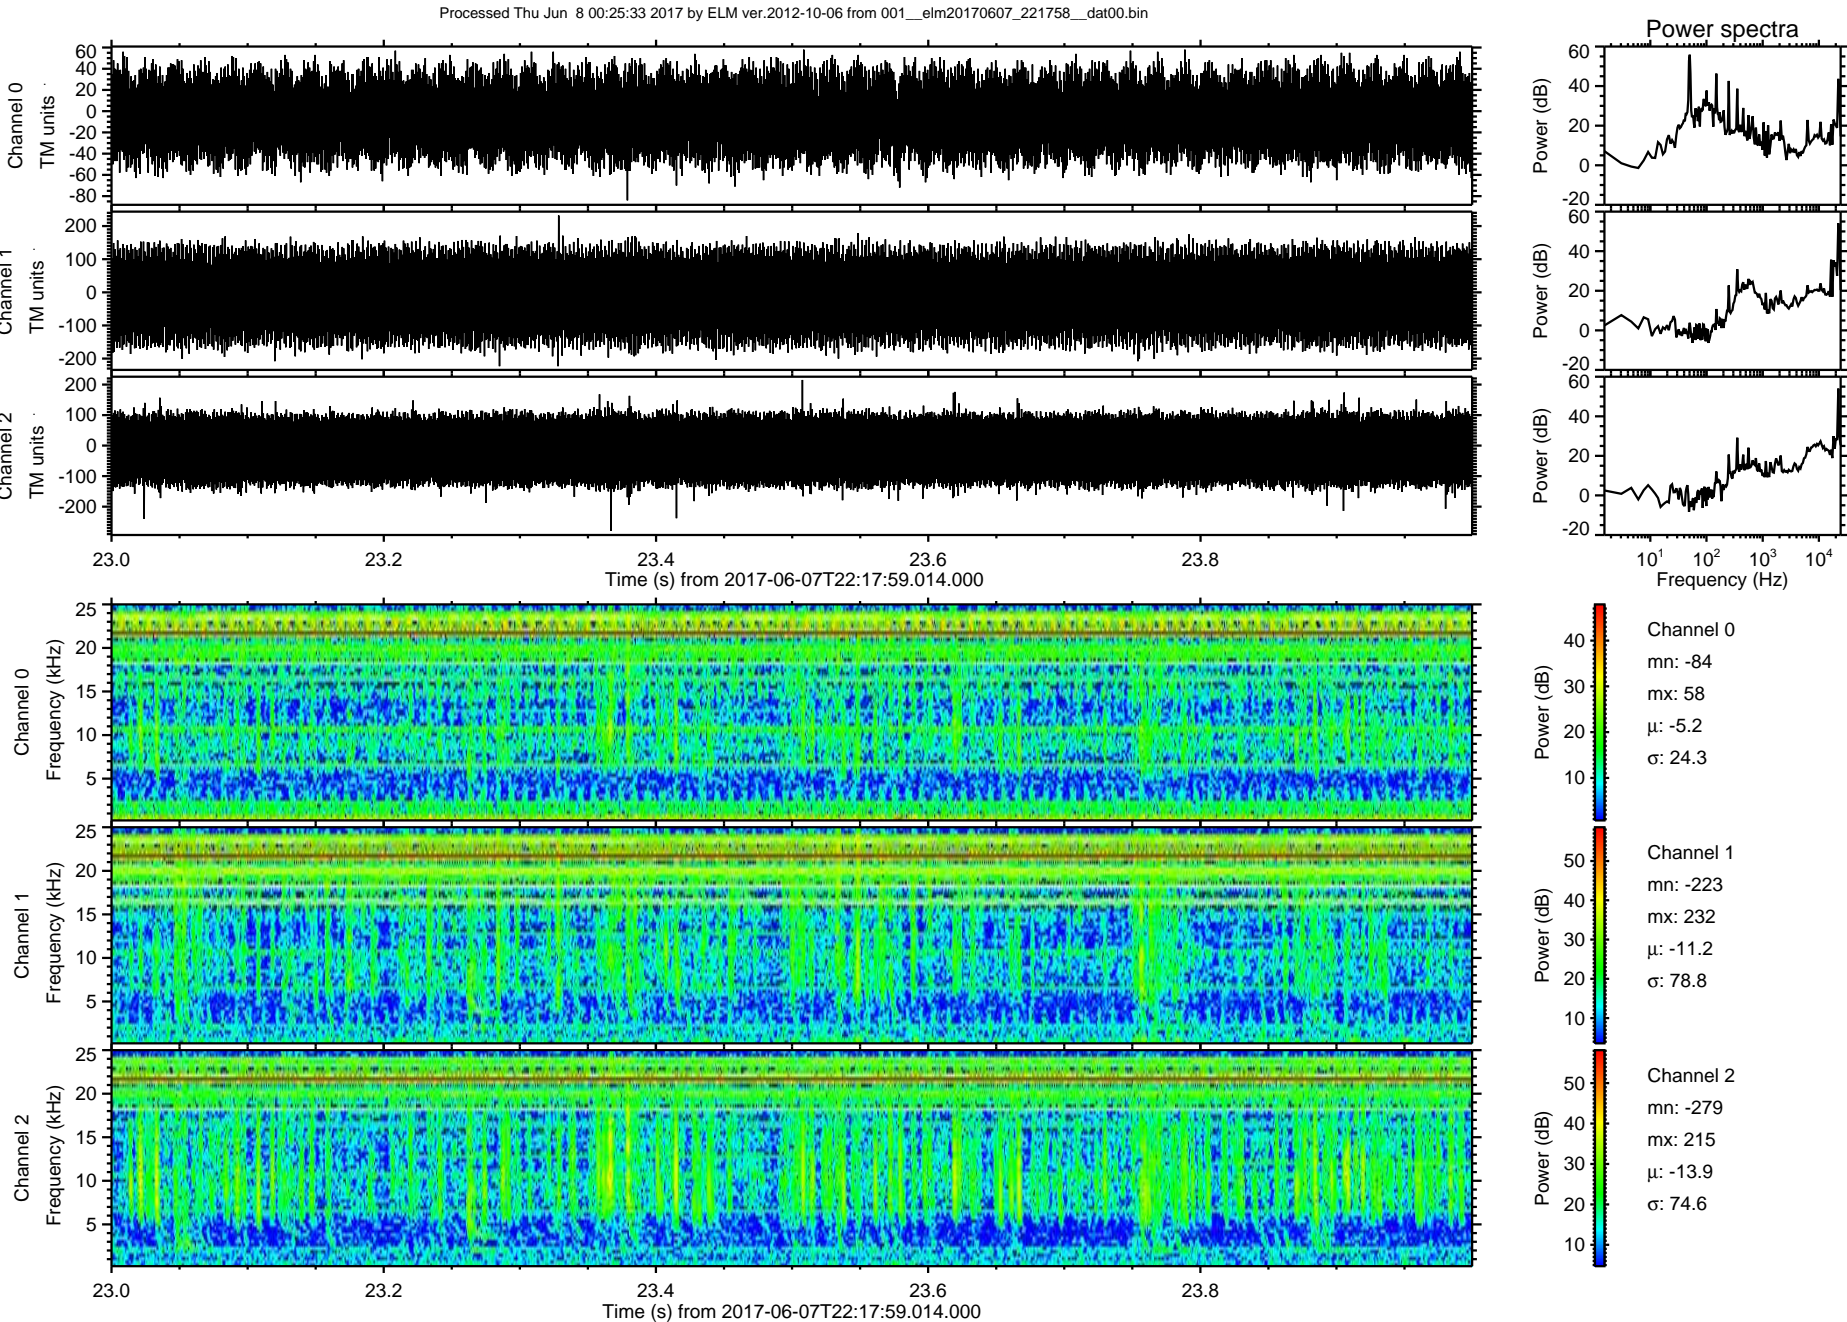 Processed Thu Jun 8 00:25:33 2017 by ELM ver.2012-10-06 from 001__elm20170607_221758__dat00.bin
Power spectra
Channel 0
TM units
60
40
20
0
-20
-40
-60
-80
Power (dB)
60
40
20
0
-20
Channel 1
TM units
200
100
0
-100
-200
Power (dB)
60
40
20
0
-20
Channel 2
TM units
200
100
0
-100
-200
Power (dB)
60
40
20
0
-20
23.0 23.2 23.4 23.6 23.8
Time (s) from 2017-06-07T22:17:59.014.000
10^1 10^2 10^3 10^4
Frequency (Hz)
Channel 0
Frequency (kHz)
25
20
15
10
5
Power (dB)
40
30
20
10
Channel 0
mn: -84
mx: 58
μ: -5.2
σ: 24.3
Channel 1
Frequency (kHz)
25
20
15
10
5
Power (dB)
50
40
30
20
10
Channel 1
mn: -223
mx: 232
μ: -11.2
σ: 78.8
Channel 2
Frequency (kHz)
25
20
15
10
5
Power (dB)
50
40
30
20
10
Channel 2
mn: -279
mx: 215
μ: -13.9
σ: 74.6
23.0 23.2 23.4 23.6 23.8
Time (s) from 2017-06-07T22:17:59.014.000